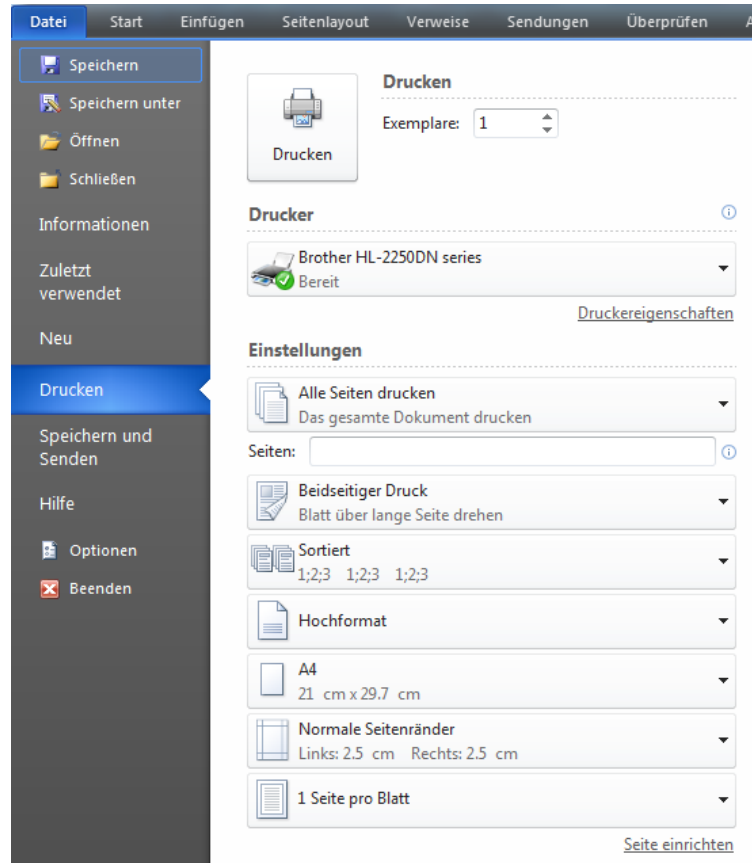 Datei Start Einfügen Seitenlayout Verweise Sendungen Überprüfen
Speichern
Speichern unter
Öffnen
Schließen
Informationen
Zuletzt
verwendet
Neu
Drucken
Speichern und
Senden
Hilfe
Optionen
Beenden
Drucken
Drucken
Exemplare: 1
Drucker
Brother HL-2250DN series
Bereit
Druckereigenschaften
Einstellungen
Alle Seiten drucken
Das gesamte Dokument drucken
Seiten:
Beidseitiger Druck
Blatt über lange Seite drehen
Sortiert
1;2;3 1;2;3 1;2;3
Hochformat
A4
21 cm x 29.7 cm
Normale Seitenränder
Links: 2.5 cm Rechts: 2.5 cm
1 Seite pro Blatt
Seite einrichten